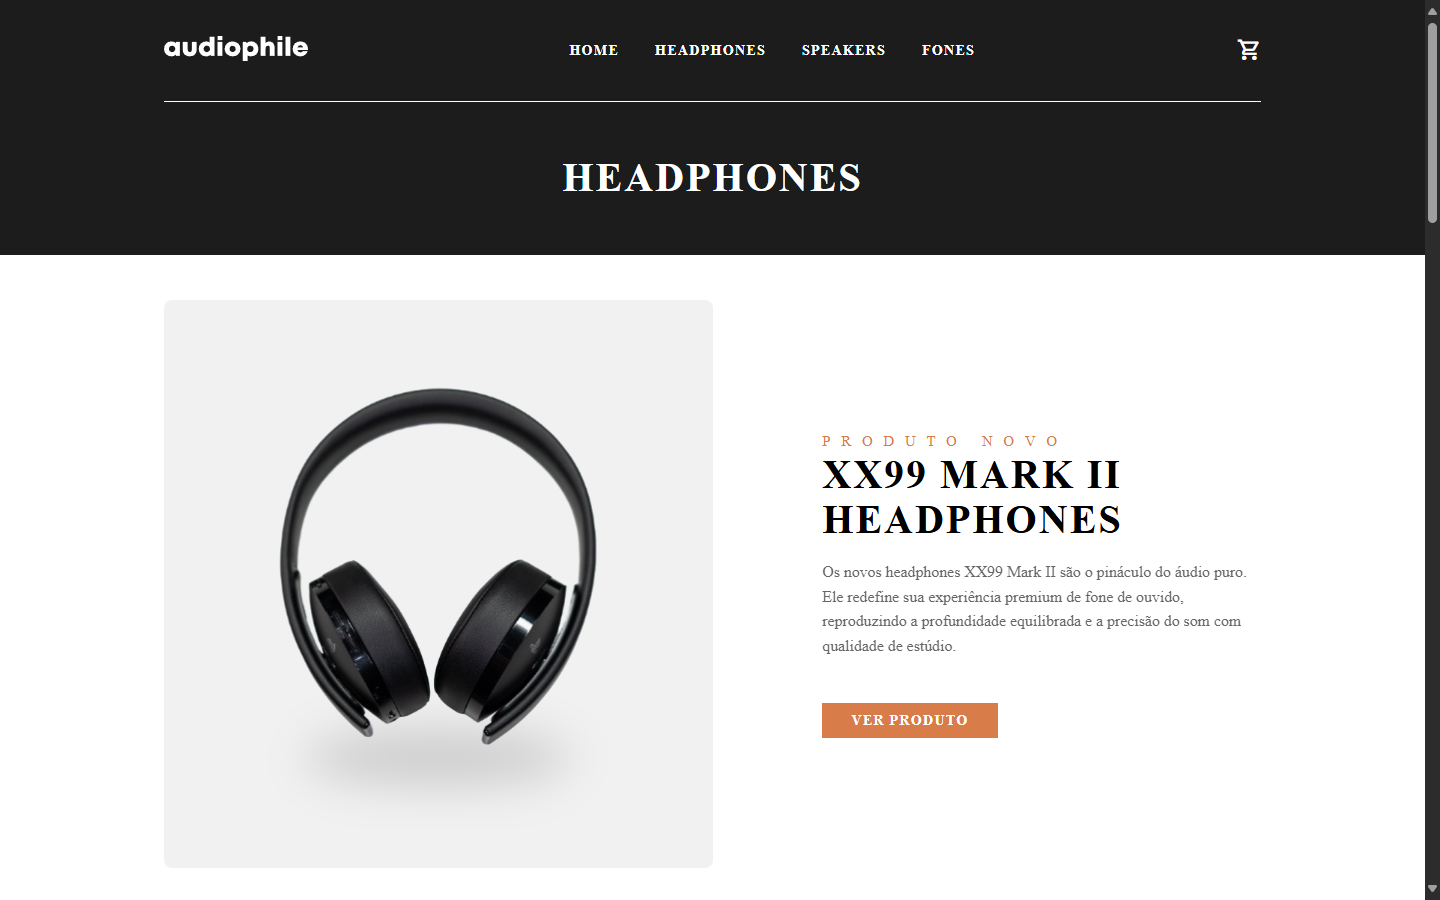 audiophile
HOME HEADPHONES SPEAKERS FONES
HEADPHONES
PRODUTO NOVO
XX99 MARK II
HEADPHONES
Os novos headphones XX99 Mark II são o pináculo do áudio puro.
Ele redefine sua experiência premium de fone de ouvido,
reproduzindo a profundidade equilibrada e a precisão do som com
qualidade de estúdio.
VER PRODUTO